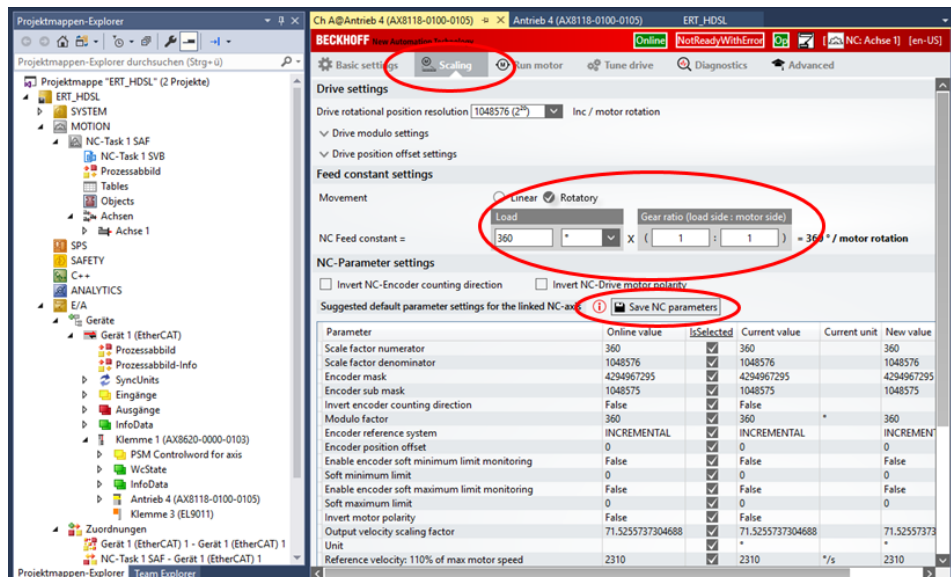 Projektmappen-Explorer
Projektmappen-Explorer durchsuchen (Strg+ü)
Projektmappe "ERT_HDSL" (2 Projekte)
ERT_HDSL
SYSTEM
MOTION
NC-Task 1 SAF
NC-Task 1 SVB
Prozessabbild
Tables
Objects
Achsen
Achse 1
SPS
SAFETY
C++
ANALYTICS
E/A
Geräte
Gerät 1 (EtherCAT)
Prozessabbild
Prozessabbild-Info
SyncUnits
Eingänge
Ausgänge
InfoData
Klemme 1 (AX8620-0000-0103)
PSM Controlword for axis
WcState
InfoData
Antrieb 4 (AX8118-0100-0105)
Klemme 3 (EL9011)
Zuordnungen
Gerät 1 (EtherCAT) 1 - Gerät 1 (EtherCAT) 1
NC-Task 1 SAF - Gerät 1 (EtherCAT) 1
Projektmappen-Explorer Team Explorer
Ch A@Antrieb 4 (AX8118-0100-0105) Antrieb 4 (AX8118-0100-0105) ERT_HDSL
BECKHOFF New Automation Technology Online NotReadyWithError Op [ NC: Achse 1] [en-US]
Basic settings Scaling Run motor Tune drive Diagnostics Advanced
Drive settings
Drive rotational position resolution 1048576 (2²⁰) Inc / motor rotation
Drive modulo settings
Drive position offset settings
Feed constant settings
Movement Linear Rotatory
Load Gear ratio (load side : motor side)
NC Feed constant = 360 ° X ( 1 : 1 ) = 360 ° / motor rotation
NC-Parameter settings
Invert NC-Encoder counting direction Invert NC-Drive motor polarity
Suggested default parameter settings for the linked NC-axis Save NC parameters
Parameter Online value IsSelected Current value Current unit New value
Scale factor numerator 360 360 360
Scale factor denominator 1048576 1048576 1048576
Encoder mask 4294967295 4294967295 4294967295
Encoder sub mask 1048575 1048575 1048575
Invert encoder counting direction False False
Modulo factor 360 360 ° 360
Encoder reference system INCREMENTAL INCREMENTAL INCREMEN
Encoder position offset 0 0 0
Enable encoder soft minimum limit monitoring False False False
Soft minimum limit 0 0 0
Enable encoder soft maximum limit monitoring False False False
Soft maximum limit 0 0 0
Invert motor polarity False False
Output velocity scaling factor 71.5255737304688 71.5255737304688 71.5255737
Unit ° °
Reference velocity: 110% of max motor speed 2310 2310 °/s 2310